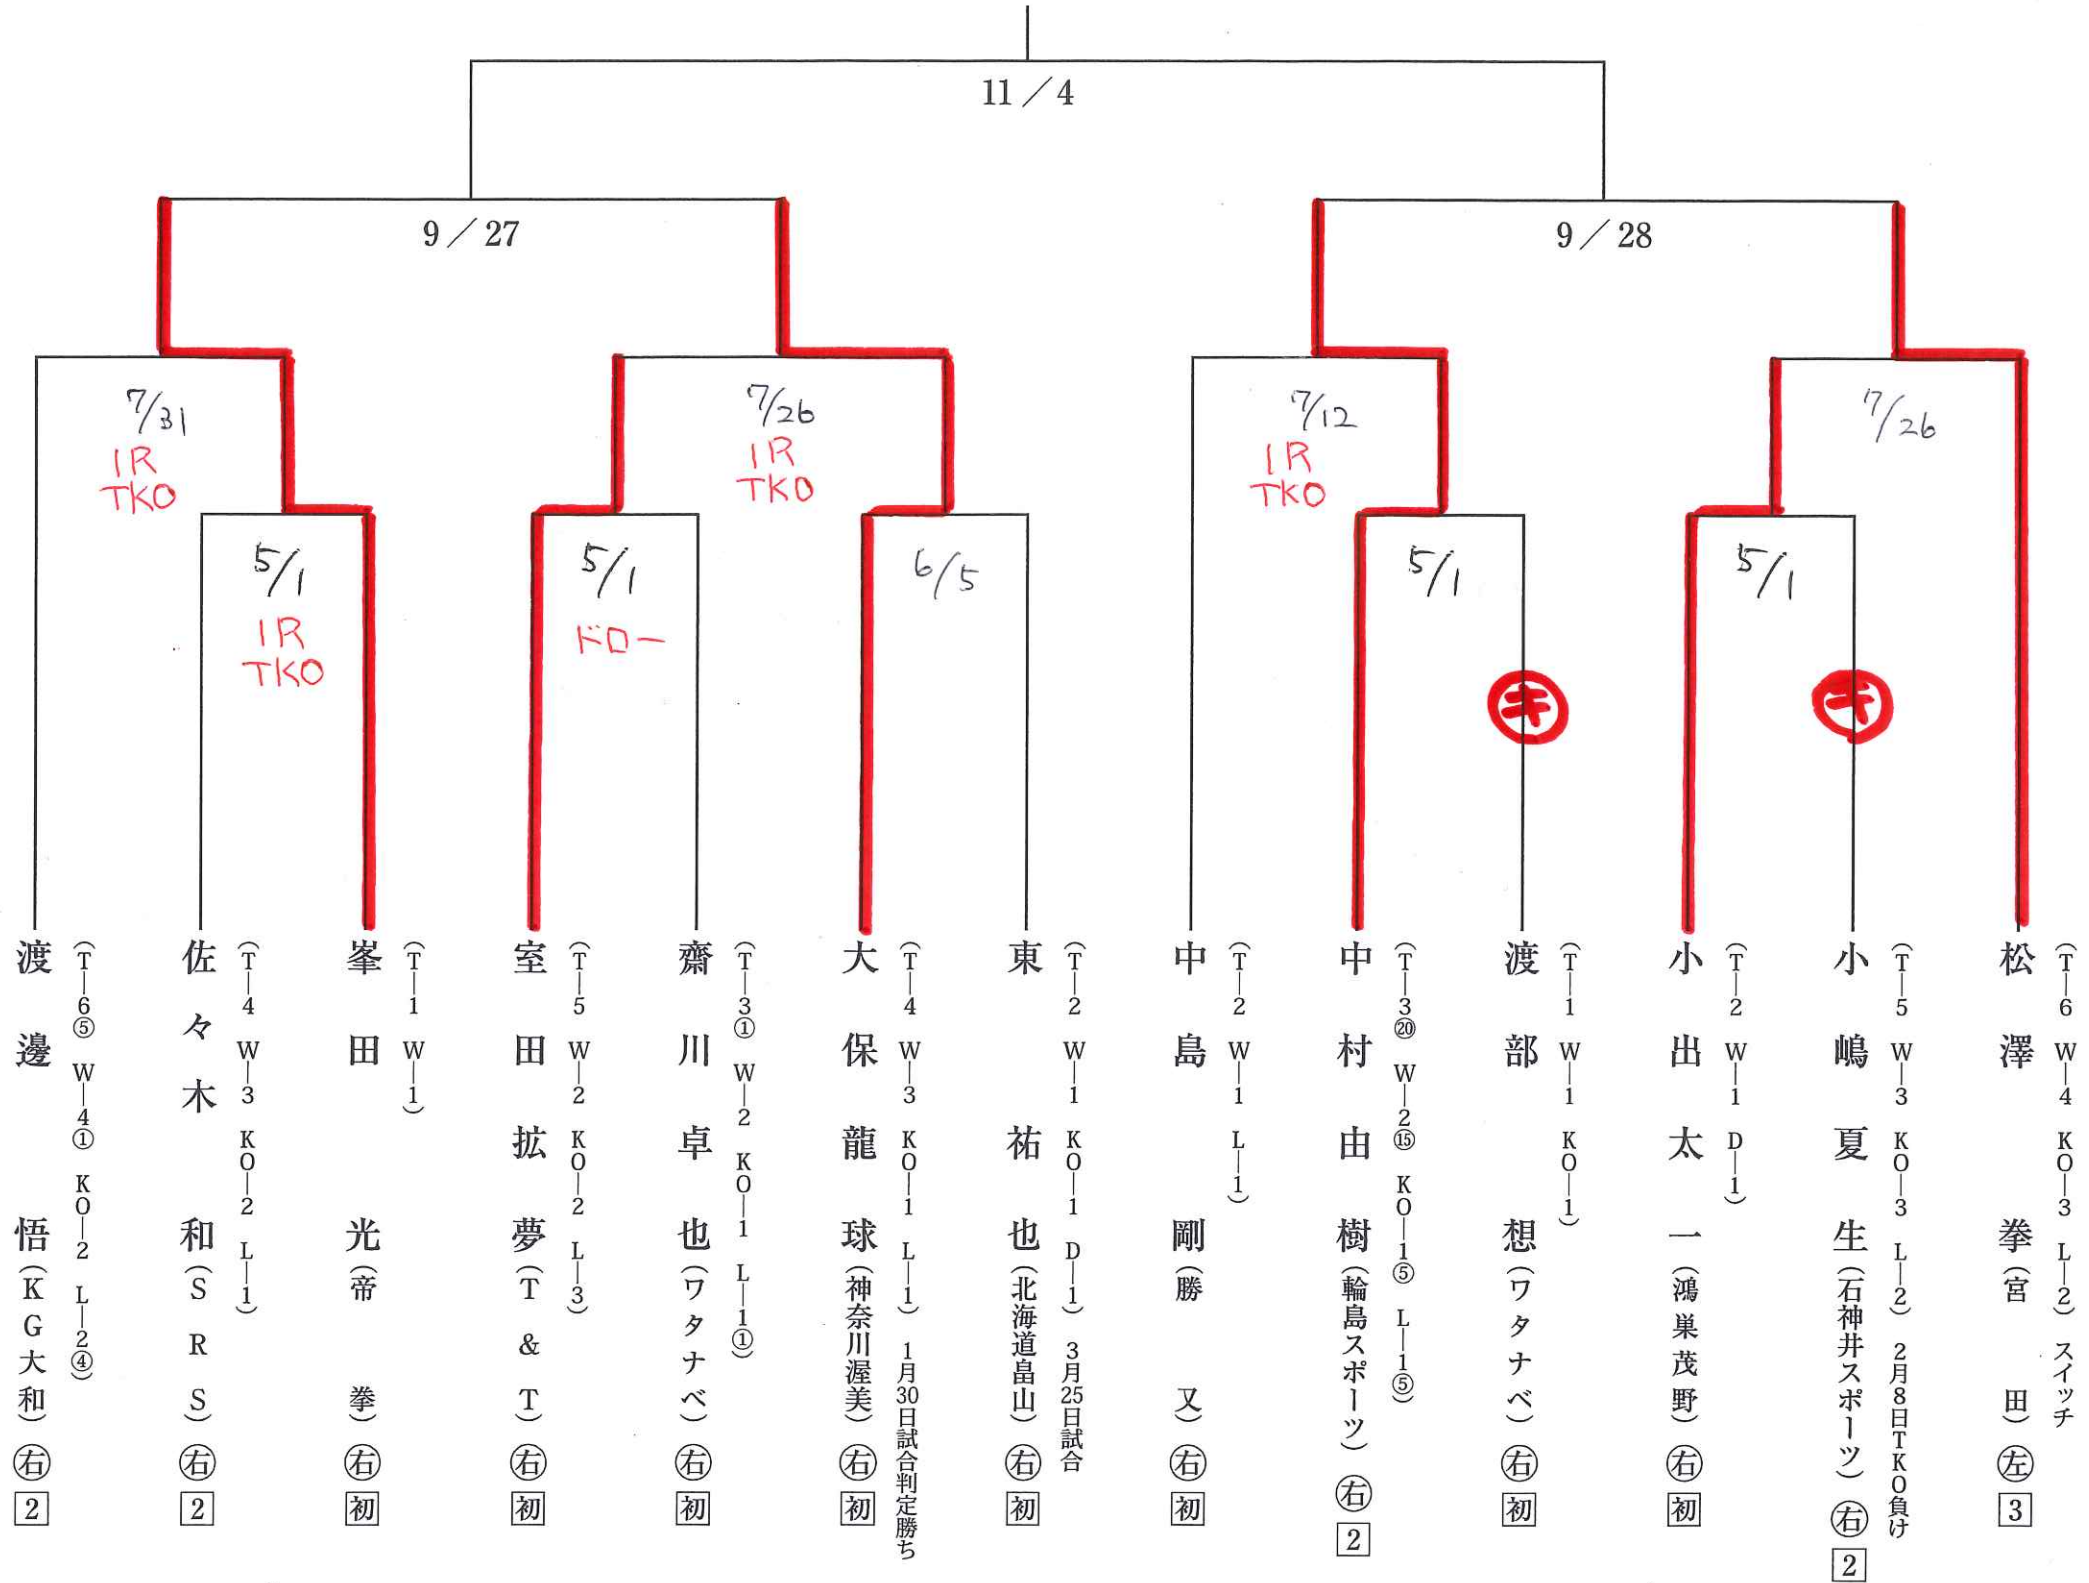 11／4
9／27
9／28
7/31
1R
TKO
7/26
1R
TKO
7/12
1R
TKO
7/26
5/1
1R
TKO
5/1
ドロー
6/5
5/1
5/1
キ
キ
渡邊 悟（KG大和）右 2
（T―6⑤ W―4① KO―2 L―2④）
佐々木 和（SRS）右 2
（T―4 W―3 KO―2 L―1）
峯田 光（帝拳）右 初
（T―1 W―1）
室田拡夢（T&T）右 初
（T―5 W―2 KO―2 L―3）
齋川卓也（ワタナベ）右 初
（T―3① W―2 KO―1 L―1①）
大保龍球（神奈川渥美）右 初
（T―4 W―3 KO―1 L―1）1月30日試合判定勝ち
東 祐也（北海道畠山）右 初
（T―2 W―1 KO―1 D―1）3月25日試合
中島 剛（勝又）右 初
（T―2 W―1 L―1）
中村由樹（輪島スポーツ）右 2
（T―3⑳ W―2⑮ KO―1⑤ L―1⑤）
渡部 想（ワタナベ）右 初
（T―1 W―1 KO―1）
小出太一（鴻巣茂野）右 初
（T―2 W―1 D―1）
小嶋夏生（石神井スポーツ）右 2
（T―5 W―3 KO―3 L―2）2月8日TKO負け
松澤 拳（宮田）左 3
（T―6 W―4 KO―3 L―2）スイッチ